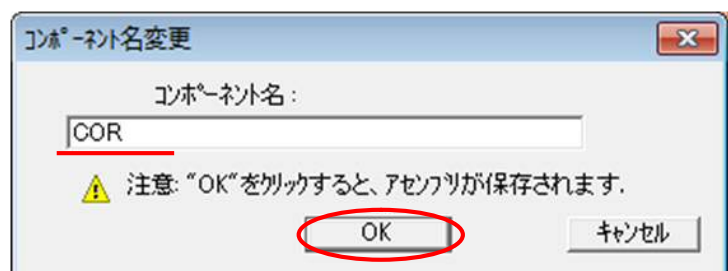 コンポーネント名変更
コンポーネント名 :
COR
注意: "OK"をクリックすると、アセンブリが保存されます.
OK
キャンセル